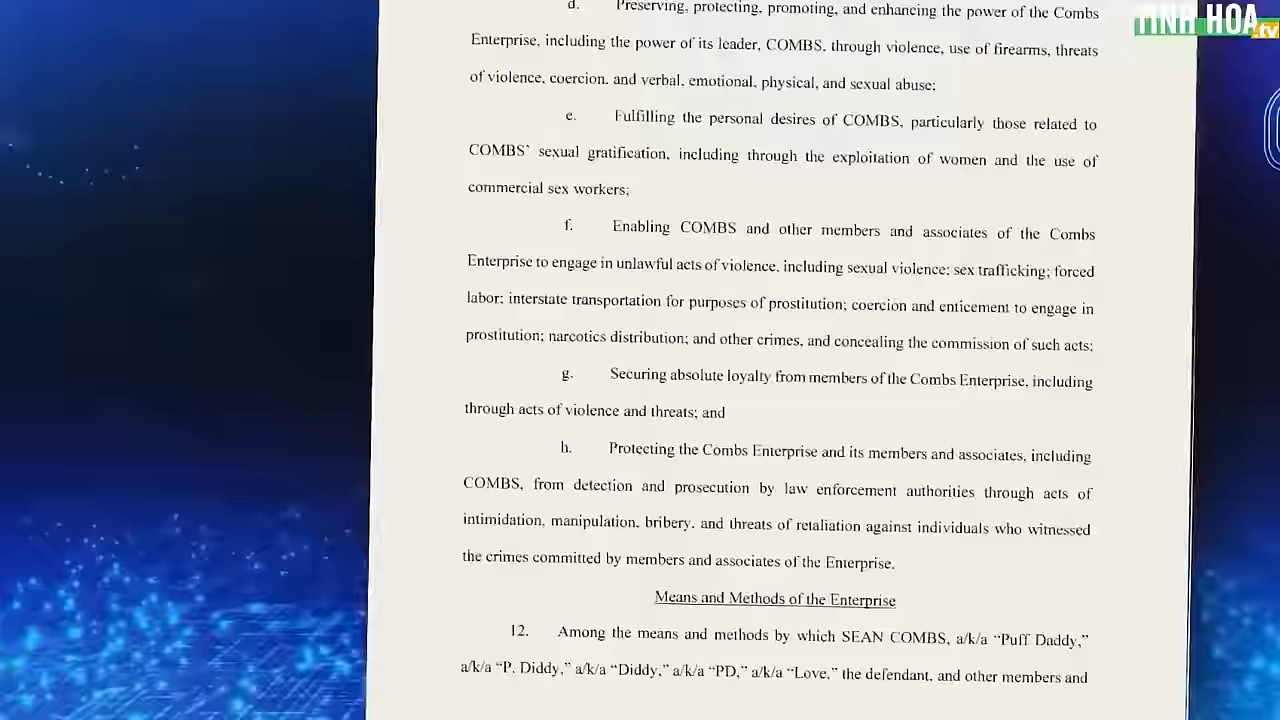 TINH HOA
.tv
d. Preserving, protecting, promoting, and enhancing the power of the Combs
Enterprise, including the power of its leader, COMBS, through violence, use of firearms, threats
of violence, coercion, and verbal, emotional, physical, and sexual abuse;
e. Fulfilling the personal desires of COMBS, particularly those related to
COMBS' sexual gratification, including through the exploitation of women and the use of
commercial sex workers;
f. Enabling COMBS and other members and associates of the Combs
Enterprise to engage in unlawful acts of violence, including sexual violence; sex trafficking; forced
labor; interstate transportation for purposes of prostitution; coercion and enticement to engage in
prostitution; narcotics distribution; and other crimes, and concealing the commission of such acts;
g. Securing absolute loyalty from members of the Combs Enterprise, including
through acts of violence and threats; and
h. Protecting the Combs Enterprise and its members and associates, including
COMBS, from detection and prosecution by law enforcement authorities through acts of
intimidation, manipulation, bribery, and threats of retaliation against individuals who witnessed
the crimes committed by members and associates of the Enterprise.
Means and Methods of the Enterprise
12. Among the means and methods by which SEAN COMBS, a/k/a "Puff Daddy,"
a/k/a "P. Diddy," a/k/a "Diddy," a/k/a "PD," a/k/a "Love," the defendant, and other members and